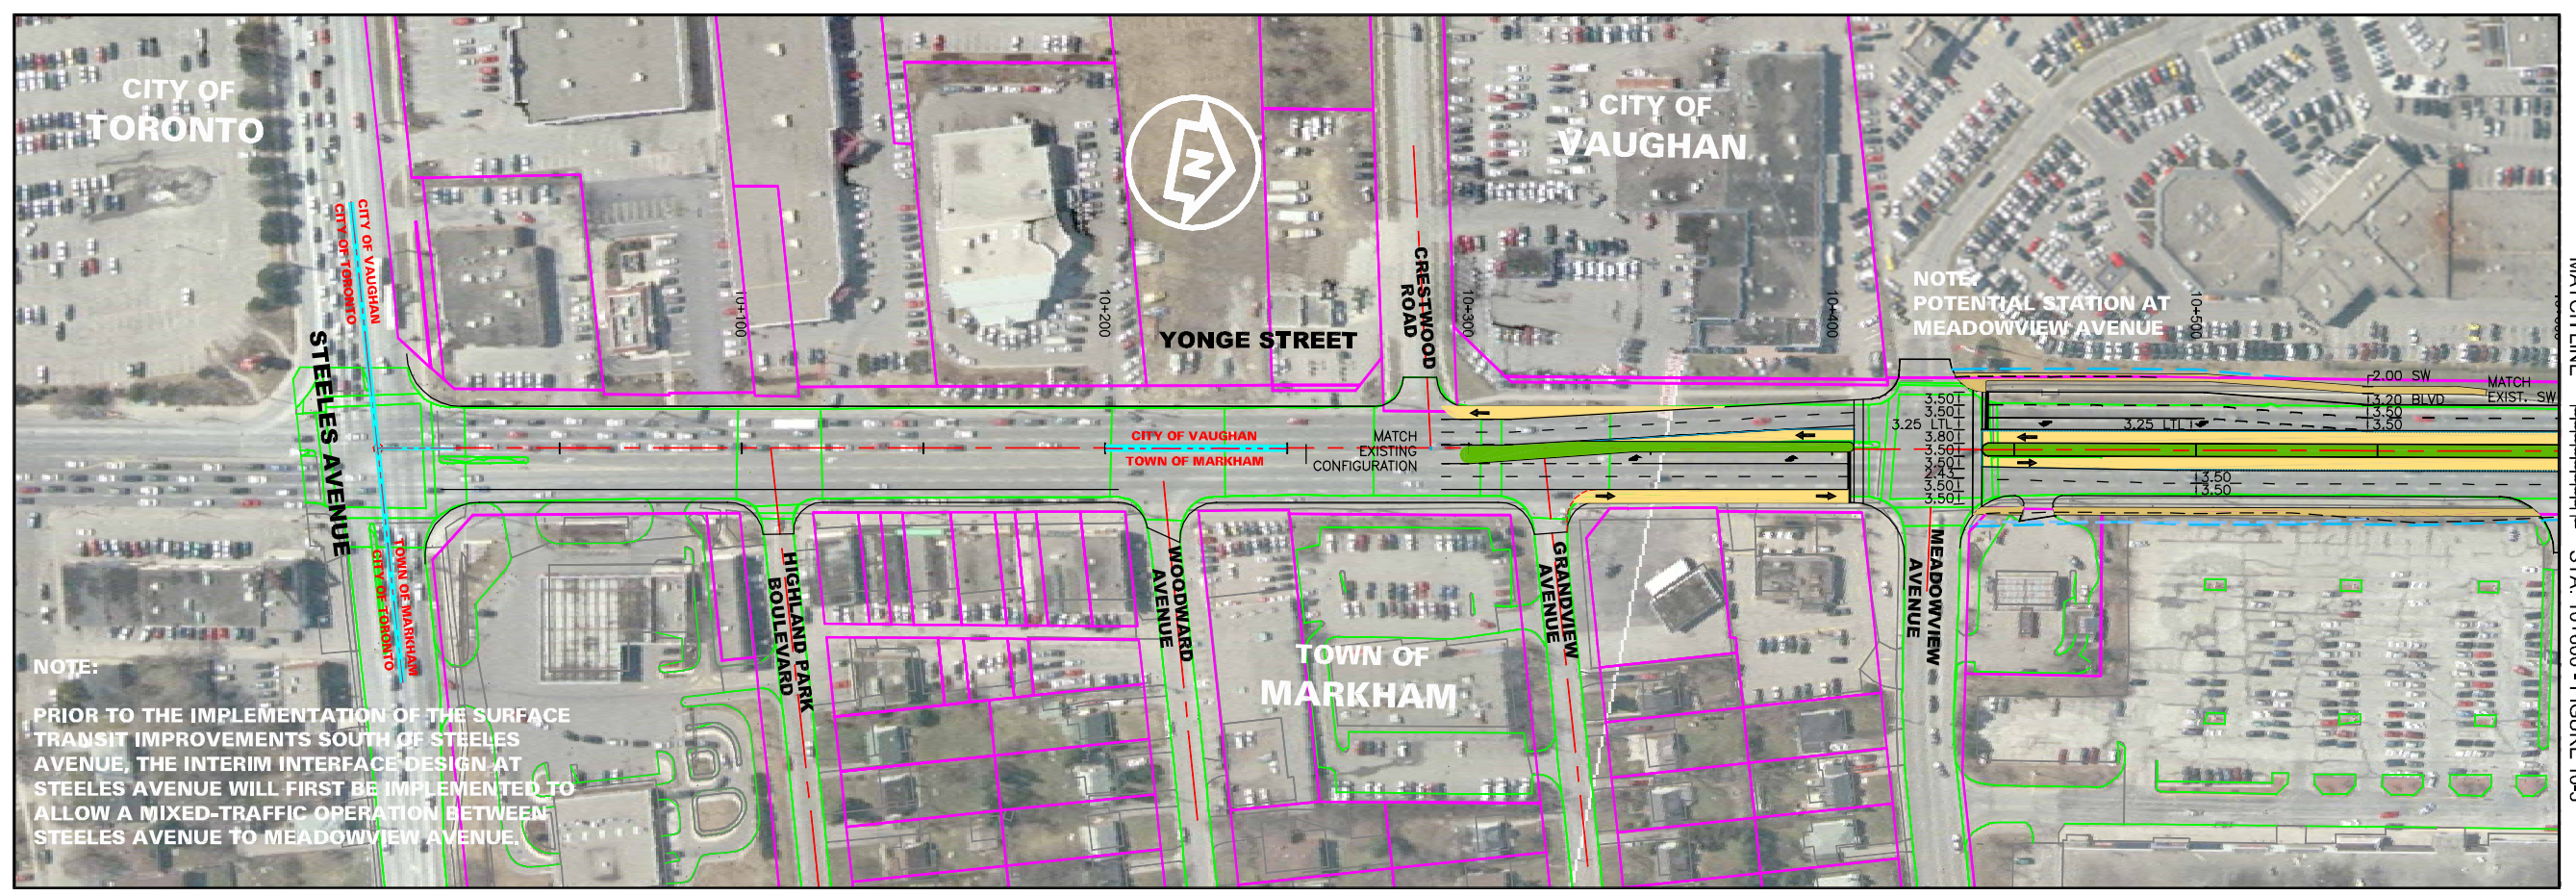 CITY OF
TORONTO
CITY OF
VAUGHAN
N
CITY OF VAUGHAN
CITY OF TORONTO
STEELES AVENUE
10+100
10+200
YONGE STREET
CRESTWOOD
ROAD
10+300
10+400
NOTE:
POTENTIAL STATION AT
MEADOWVIEW AVENUE
10+500
2.00 SW
3.20 BLVD
3.50
3.50
MATCH
EXIST. SW
3.50
3.50
3.25 LTL
3.80
3.50
3.50
2.43
3.50
3.50
3.25 LTL
3.50
3.50
CITY OF VAUGHAN
TOWN OF MARKHAM
MATCH
EXISTING
CONFIGURATION
TOWN OF MARKHAM
CITY OF TORONTO
HIGHLAND PARK
BOULEVARD
WOODWARD
AVENUE
GRANDVIEW
AVENUE
MEADOWVIEW
AVENUE
TOWN OF
MARKHAM
NOTE:
PRIOR TO THE IMPLEMENTATION OF THE SURFACE
TRANSIT IMPROVEMENTS SOUTH OF STEELES
AVENUE, THE INTERIM INTERFACE DESIGN AT
STEELES AVENUE WILL FIRST BE IMPLEMENTED TO
ALLOW A MIXED-TRAFFIC OPERATION BETWEEN
STEELES AVENUE TO MEADOWVIEW AVENUE.